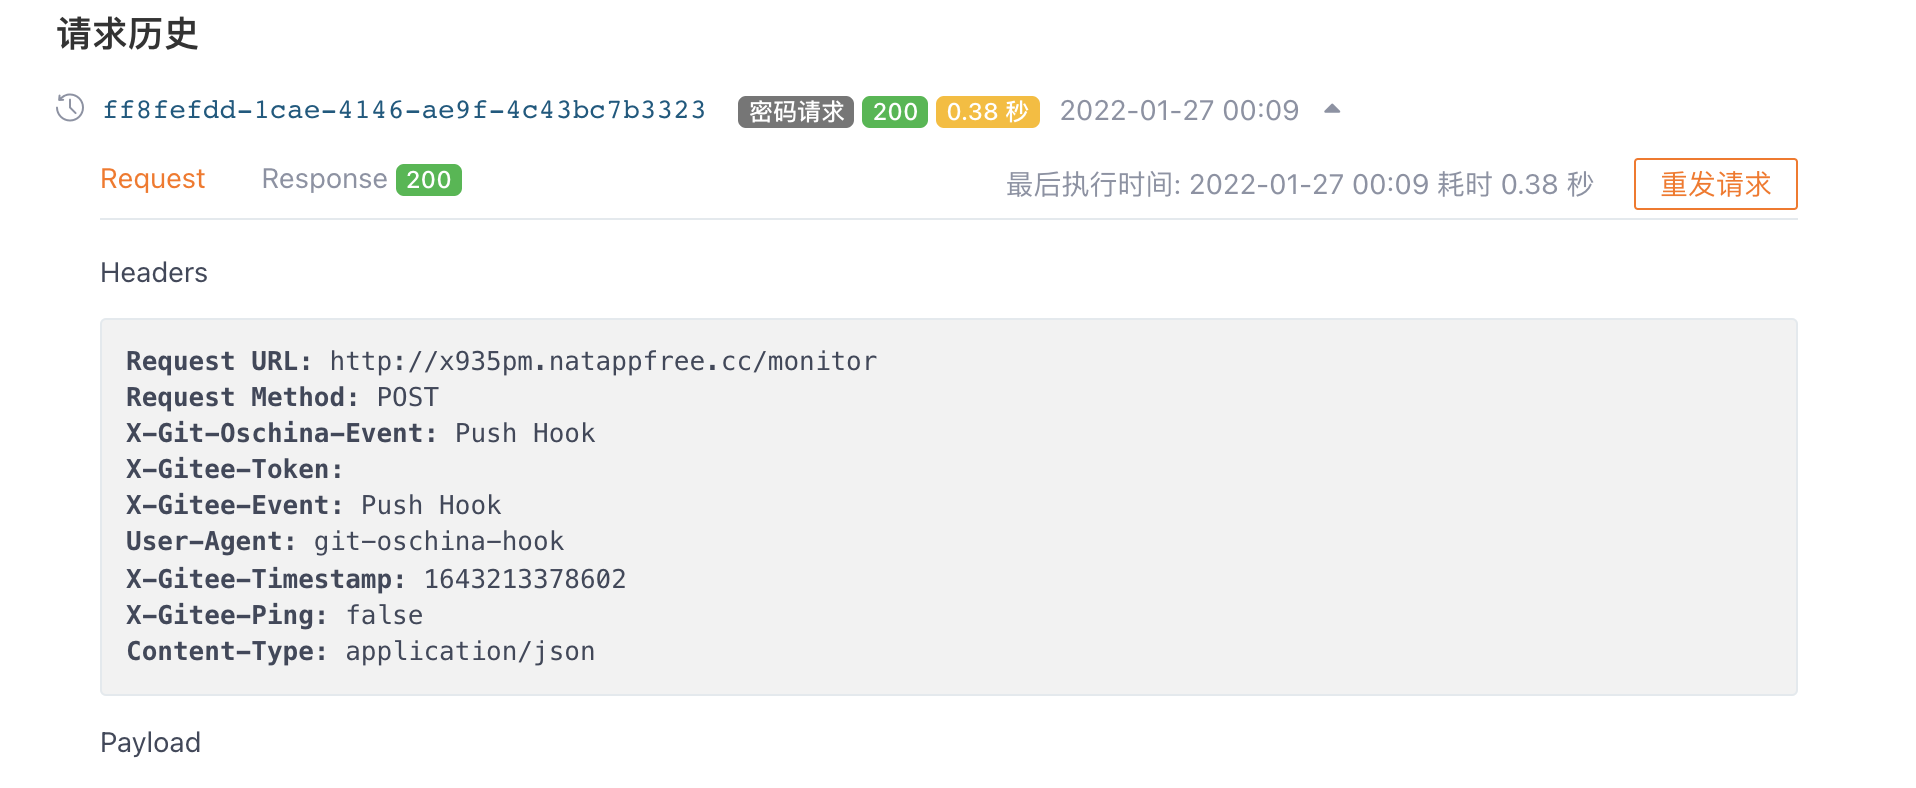 请求历史
ff8fefdd-1cae-4146-ae9f-4c43bc7b3323 密码请求 200 0.38 秒 2022-01-27 00:09
Request Response 200 最后执行时间: 2022-01-27 00:09 耗时 0.38 秒 重发请求
Headers
Request URL: http://x935pm.natappfree.cc/monitor
Request Method: POST
X-Git-Oschina-Event: Push Hook
X-Gitee-Token:
X-Gitee-Event: Push Hook
User-Agent: git-oschina-hook
X-Gitee-Timestamp: 1643213378602
X-Gitee-Ping: false
Content-Type: application/json
Payload